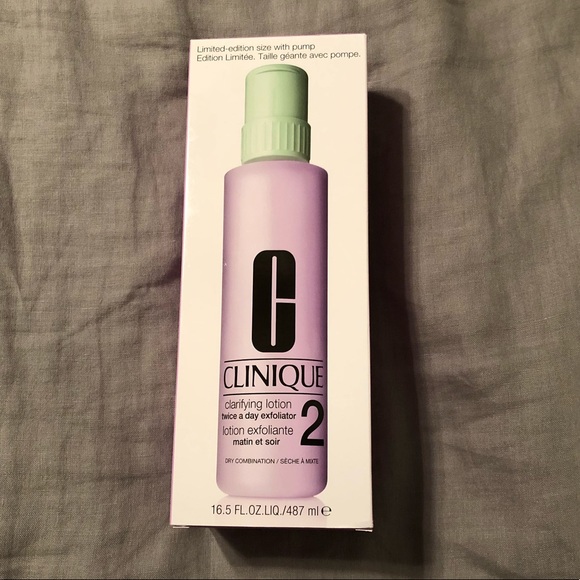 Limited-edition size with pump
Edition Limitée. Taille géante avec pompe.
C
CLINIQUE
clarifying lotion
twice a day exfoliator
lotion exfoliante
matin et soir
2
DRY COMBINATION / SÈCHE À MIXTE
16.5 FL.OZ.LIQ./487 ml ℮